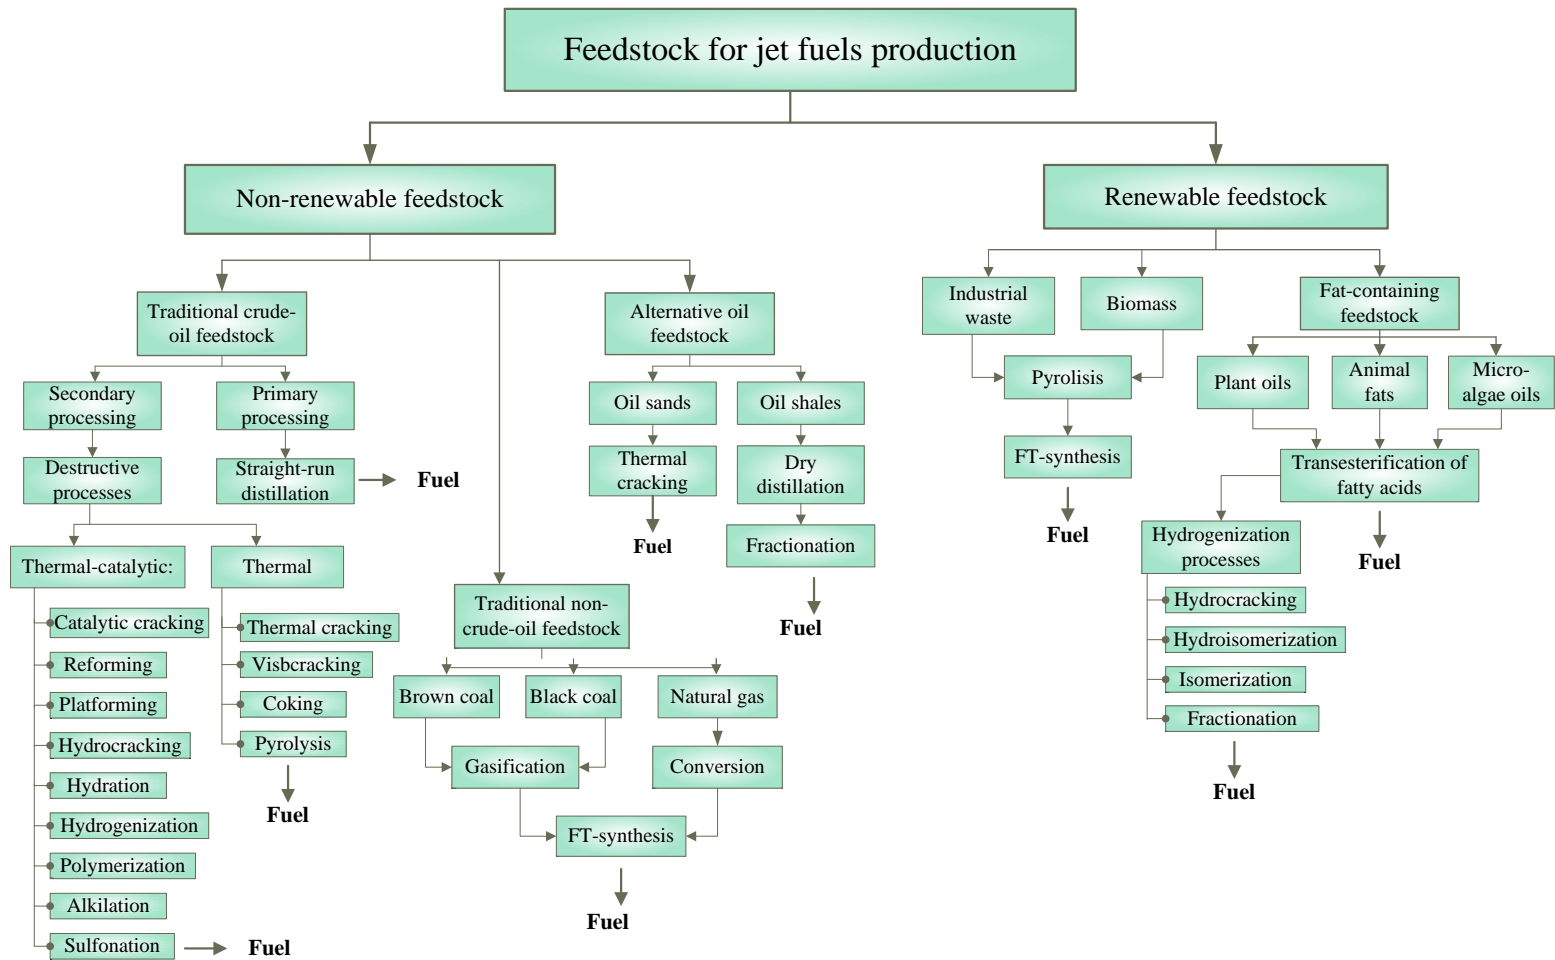 Feedstock for jet fuels production
Non-renewable feedstock
Renewable feedstock
Traditional crude-
oil feedstock
Alternative oil
feedstock
Industrial
waste
Biomass
Fat-containing
feedstock
Secondary
processing
Primary
processing
Oil sands
Oil shales
Pyrolisis
Plant oils
Animal
fats
Micro-
algae oils
Destructive
processes
Straight-run
distillation
Fuel
Thermal
cracking
Dry
distillation
FT-synthesis
Transesterification of
fatty acids
Fuel
Fractionation
Fuel
Hydrogenization
processes
Fuel
Thermal-catalytic:
Thermal
Traditional non-
crude-oil feedstock
Fuel
Hydrocracking
Hydroisomerization
Isomerization
Fractionation
Fuel
Catalytic cracking
Reforming
Platforming
Hydrocracking
Hydration
Hydrogenization
Polymerization
Alkilation
Sulfonation
Fuel
Thermal cracking
Visbcracking
Coking
Pyrolysis
Fuel
Brown coal
Black coal
Natural gas
Gasification
Conversion
FT-synthesis
Fuel